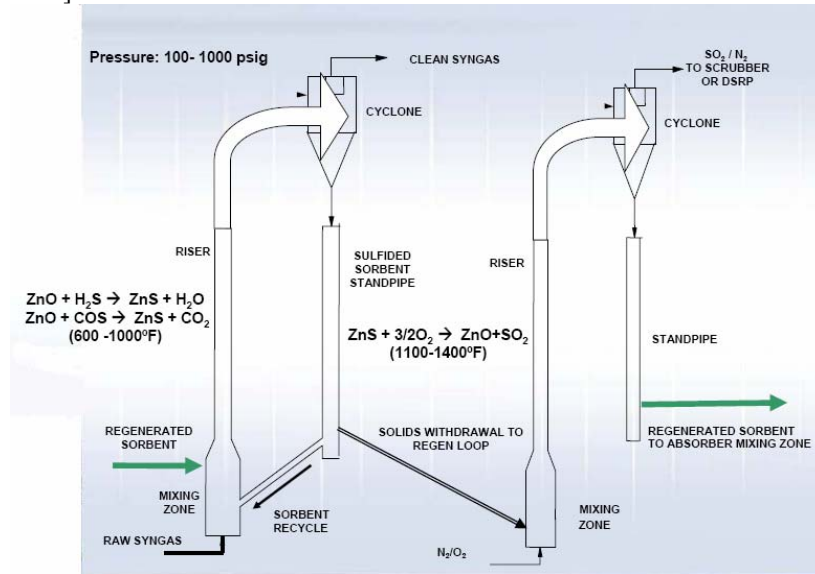 ]
Pressure: 100- 1000 psig
CLEAN SYNGAS
CYCLONE
SO₂ / N₂
TO SCRUBBER
OR DSRP
CYCLONE
RISER
SULFIDED
SORBENT
STANDPIPE
RISER
ZnO + H₂S → ZnS + H₂O
ZnO + COS → ZnS + CO₂
(600 -1000ºF)
ZnS + 3/2O₂ → ZnO+SO₂
(1100-1400ºF)
STANDPIPE
REGENERATED
SORBENT
SOLIDS WITHDRAWAL TO
REGEN LOOP
REGENERATED SORBENT
TO ABSORBER MIXING ZONE
MIXING
ZONE
SORBENT
RECYCLE
MIXING
ZONE
RAW SYNGAS
N₂/O₂